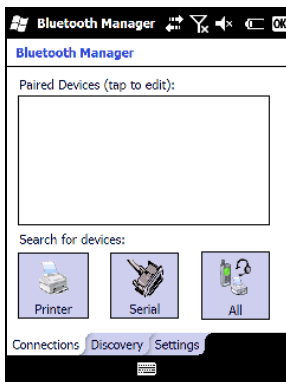 Bluetooth Manager OK
Bluetooth Manager
Paired Devices (tap to edit):
Search for devices:
Printer Serial All
Connections Discovery Settings